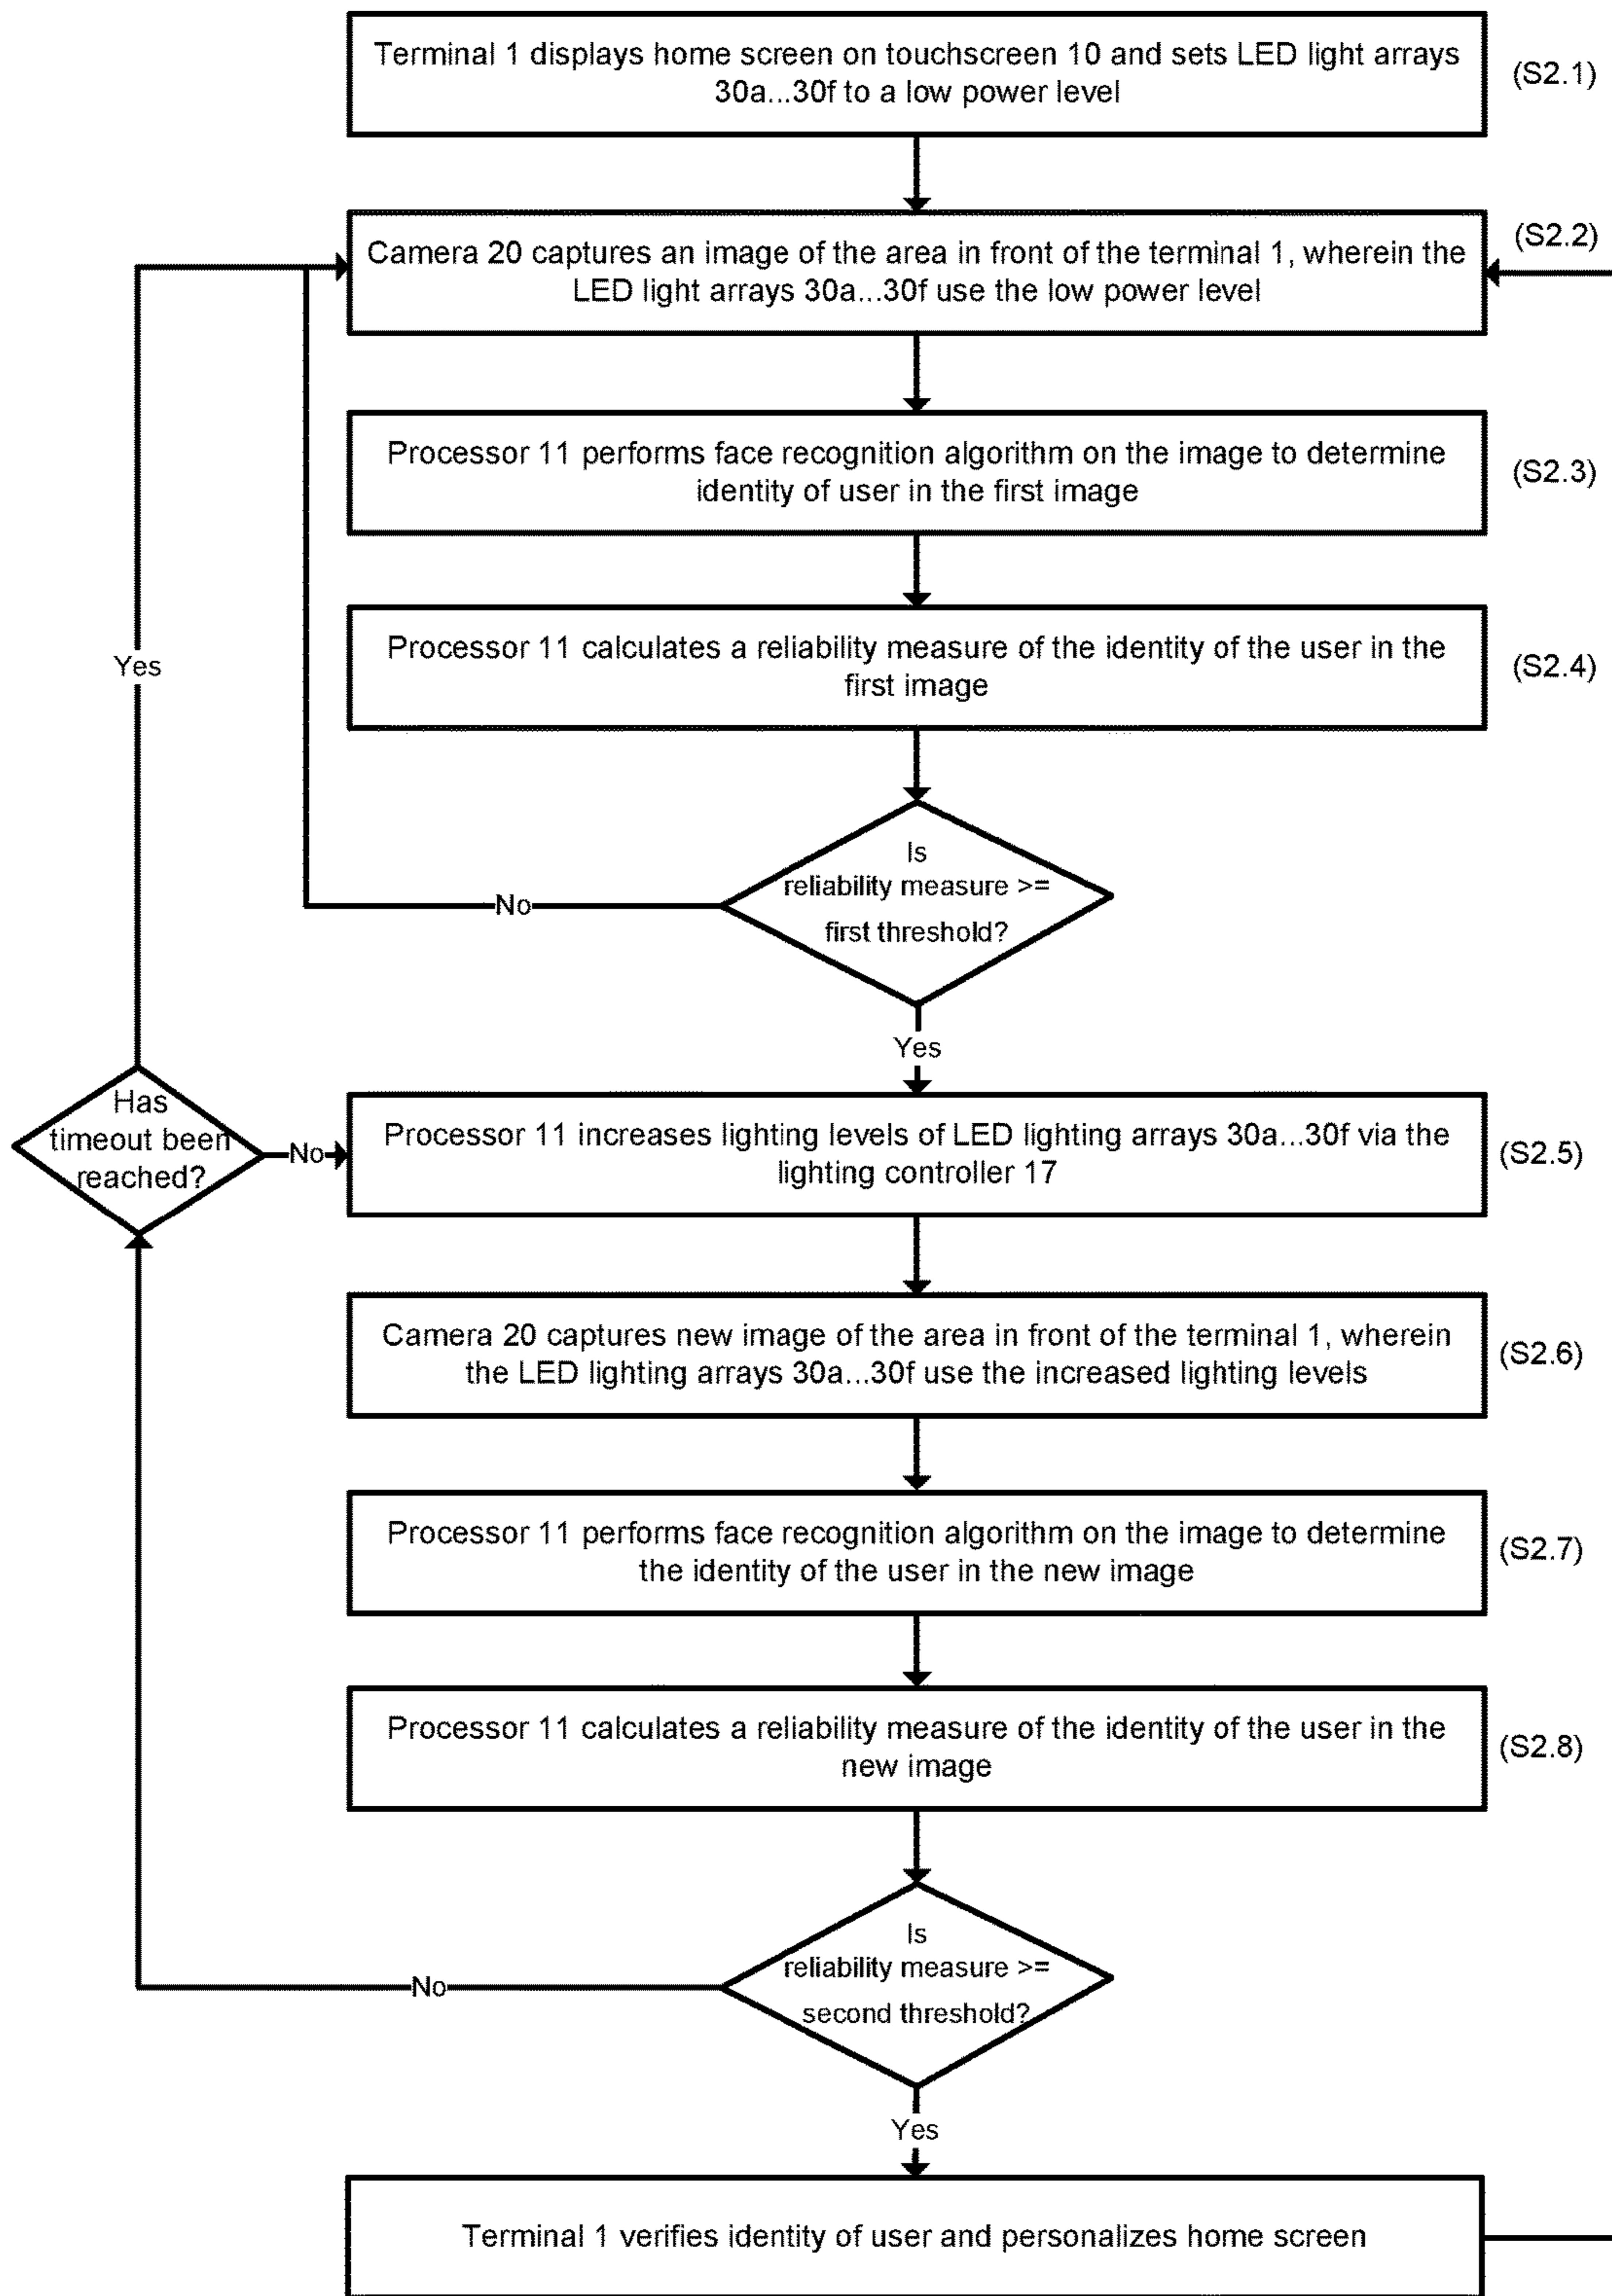 Terminal 1 displays home screen on touchscreen 10 and sets LED light arrays
30a...30f to a low power level
(S2.1)
Camera 20 captures an image of the area in front of the terminal 1, wherein the
LED light arrays 30a...30f use the low power level
(S2.2)
Processor 11 performs face recognition algorithm on the image to determine
identity of user in the first image
(S2.3)
Processor 11 calculates a reliability measure of the identity of the user in the
first image
(S2.4)
Yes
Is
reliability measure >=
first threshold?
No
Yes
Has
timeout been
reached?
No
Processor 11 increases lighting levels of LED lighting arrays 30a...30f via the
lighting controller 17
(S2.5)
Camera 20 captures new image of the area in front of the terminal 1, wherein
the LED lighting arrays 30a...30f use the increased lighting levels
(S2.6)
Processor 11 performs face recognition algorithm on the image to determine
the identity of the user in the new image
(S2.7)
Processor 11 calculates a reliability measure of the identity of the user in the
new image
(S2.8)
Is
reliability measure >=
second threshold?
No
Yes
Terminal 1 verifies identity of user and personalizes home screen